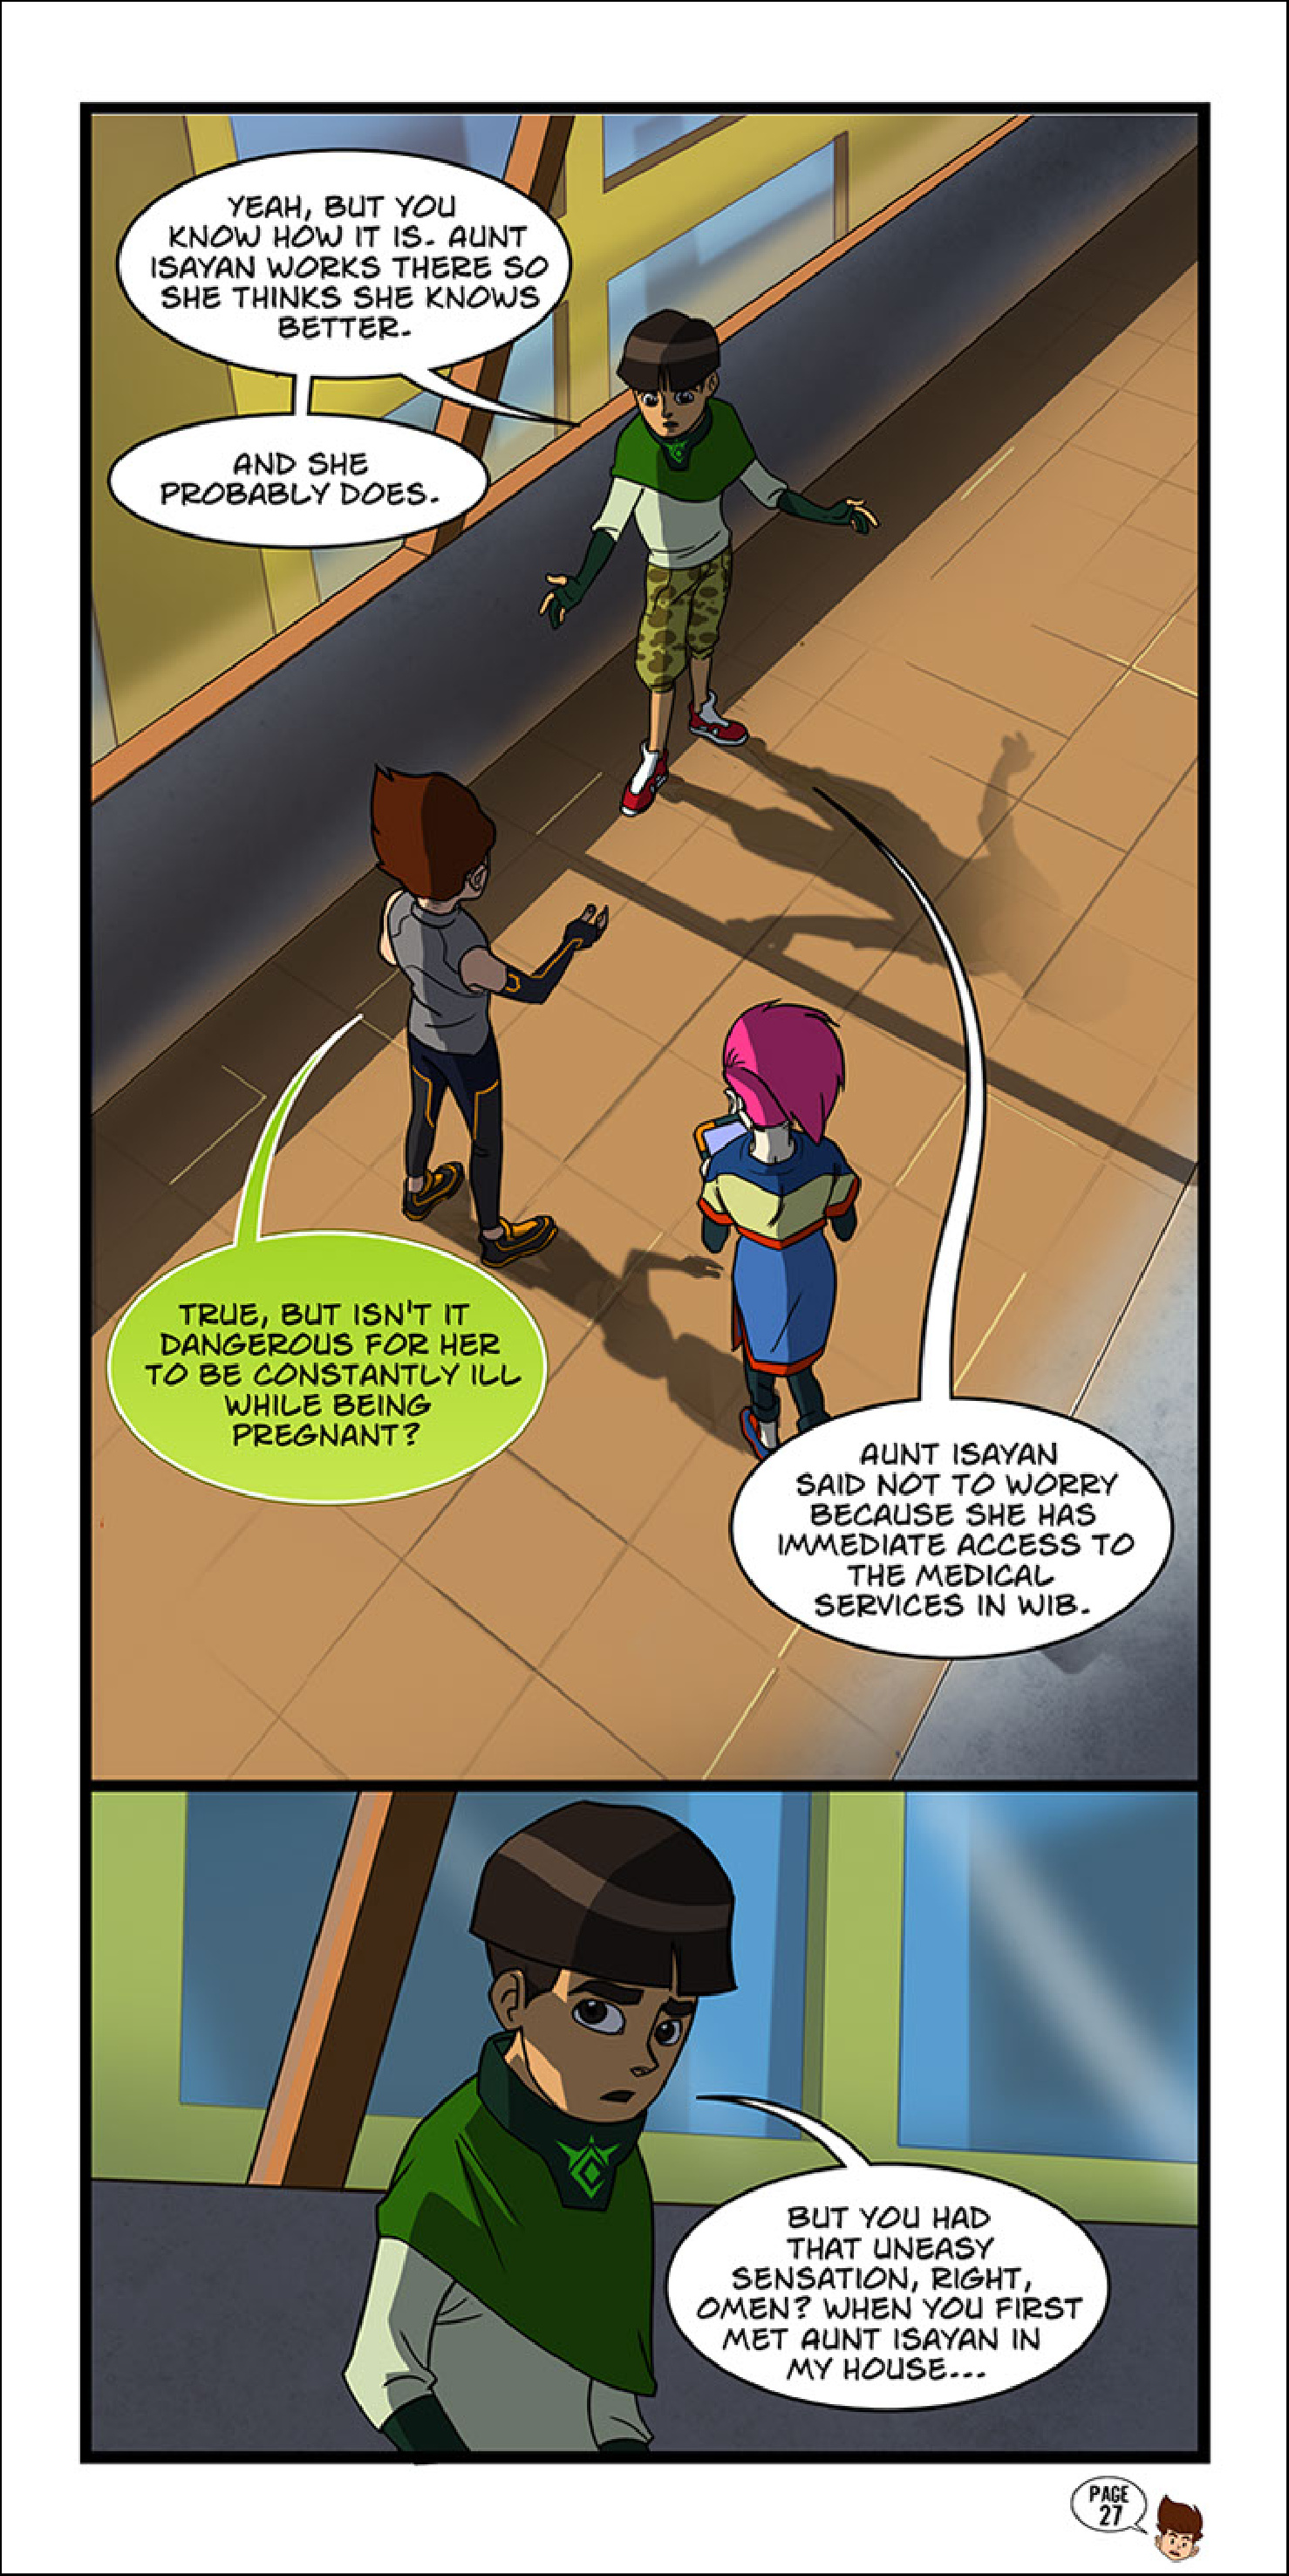 YEAH, BUT YOU
KNOW HOW IT IS. AUNT
ISAYAN WORKS THERE SO
SHE THINKS SHE KNOWS
BETTER.
AND SHE
PROBABLY DOES.
TRUE, BUT ISN'T IT
DANGEROUS FOR HER
TO BE CONSTANTLY ILL
WHILE BEING
PREGNANT?
AUNT ISAYAN
SAID NOT TO WORRY
BECAUSE SHE HAS
IMMEDIATE ACCESS TO
THE MEDICAL
SERVICES IN WIB.
BUT YOU HAD
THAT UNEASY
SENSATION, RIGHT,
OMEN? WHEN YOU FIRST
MET AUNT ISAYAN IN
MY HOUSE...
PAGE
27